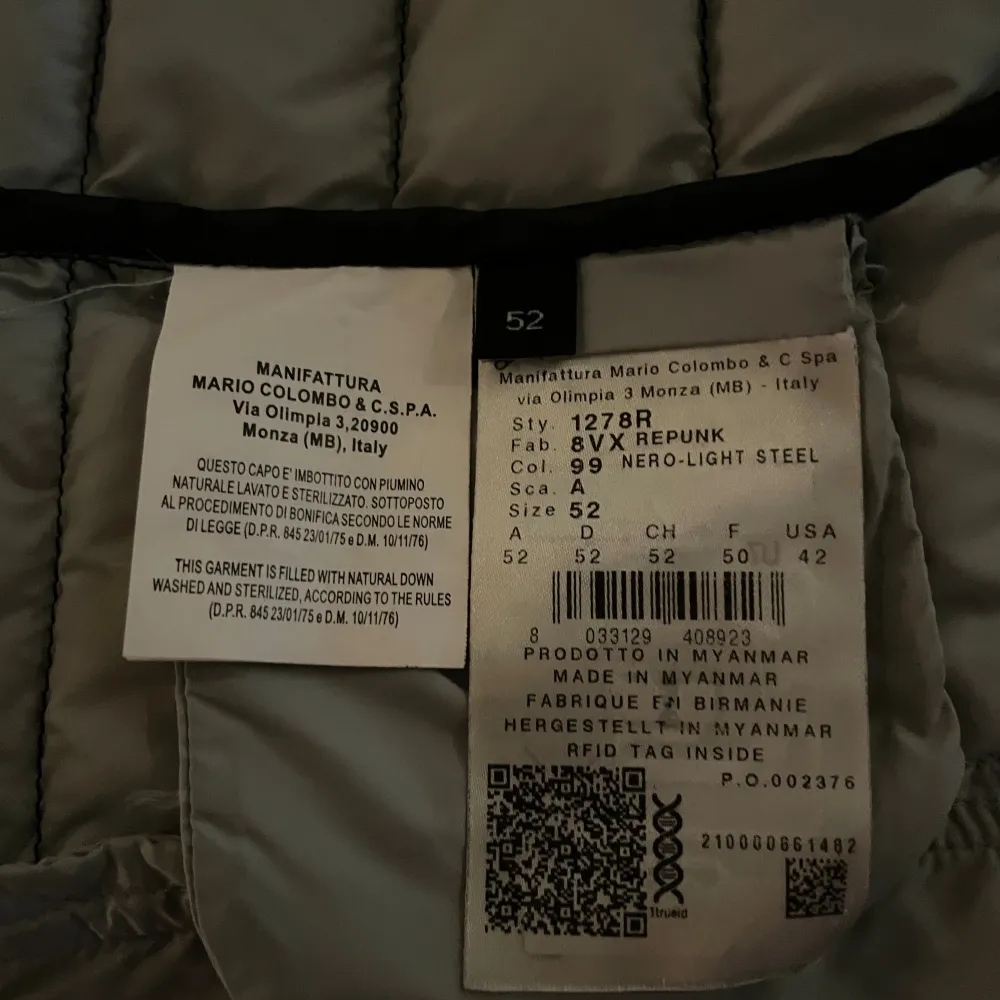 MANIFATTURA
MARIO COLOMBO & C.S.P.A.
Via Olimpia 3,20900
Monza (MB), Italy
QUESTO CAPO E' IMBOTTITO CON PIUMINO
NATURALE LAVATO E STERILIZZATO. SOTTOPOSTO
AL PROCEDIMENTO DI BONIFICA SECONDO LE NORME
DI LEGGE (D.P.R. 845 23/01/75 e D.M. 10/11/76)
THIS GARMENT IS FILLED WITH NATURAL DOWN
WASHED AND STERILIZED, ACCORDING TO THE RULES
(D.P.R. 845 23/01/75 e D.M. 10/11/76)
52
Manifattura Mario Colombo & C Spa
via Olimpia 3 Monza (MB) - Italy
Sty. 1278R
Fab. 8VX REPUNK
Col. 99 NERO-LIGHT STEEL
Sca. A
Size 52
A D CH F USA
52 52 52 50 42
8 033129 408923
PRODOTTO IN MYANMAR
MADE IN MYANMAR
FABRIQUE EN BIRMANIE
HERGESTELLT IN MYANMAR
RFID TAG INSIDE
P.O.002376
210000661482
1trueid